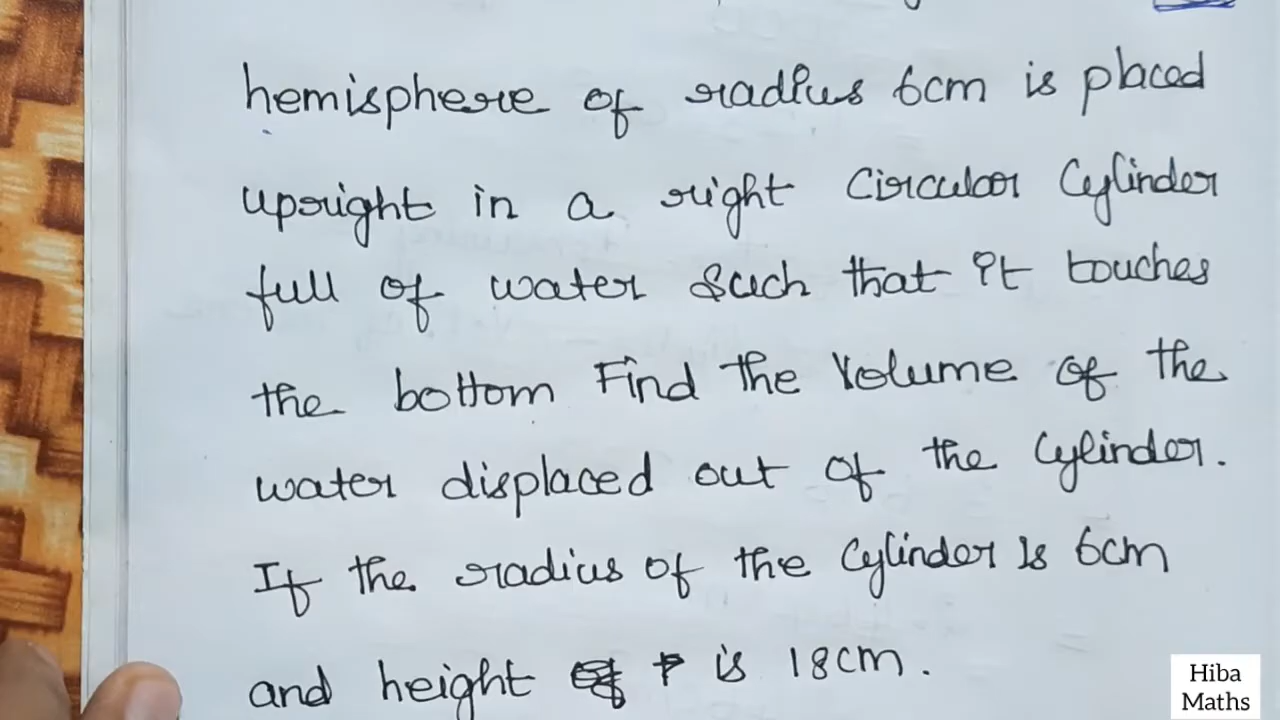 hemisphere of radius 6cm is placed
upright in a right Circular Cylinder
full of water Such that It touches
the bottom Find the Volume of the
water displaced out of the Cylinder.
If the radius of the Cylinder Is 6cm
and height is 18cm.
Hiba
Maths